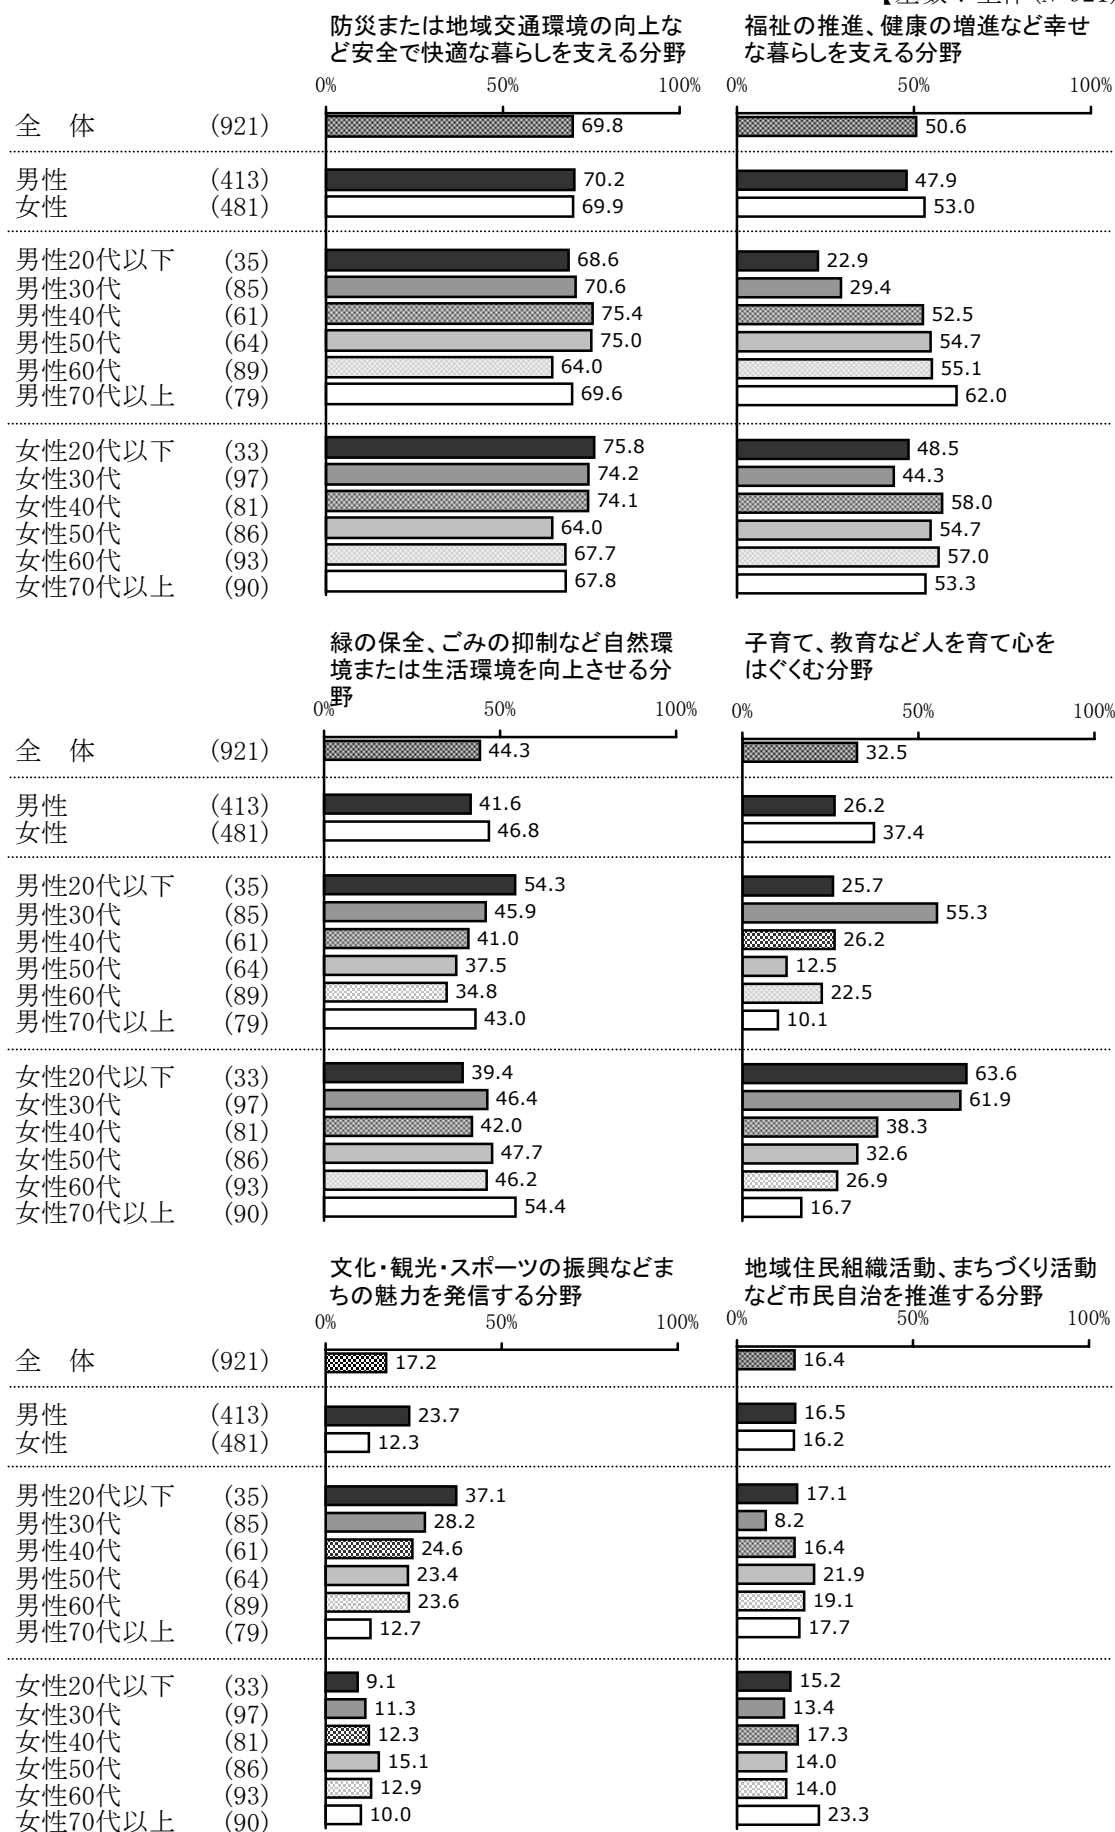 防災または地域交通環境の向上な
ど安全で快適な暮らしを支える分野
福祉の推進、健康の増進など幸せ
な暮らしを支える分野
0% 50% 100% 0% 50% 100%
全 体 (921) 69.8 50.6
男性 (413) 70.2 47.9
女性 (481) 69.9 53.0
男性20代以下 (35) 68.6 22.9
男性30代 (85) 70.6 29.4
男性40代 (61) 75.4 52.5
男性50代 (64) 75.0 54.7
男性60代 (89) 64.0 55.1
男性70代以上 (79) 69.6 62.0
女性20代以下 (33) 75.8 48.5
女性30代 (97) 74.2 44.3
女性40代 (81) 74.1 58.0
女性50代 (86) 64.0 54.7
女性60代 (93) 67.7 57.0
女性70代以上 (90) 67.8 53.3
緑の保全、ごみの抑制など自然環
境または生活環境を向上させる分
野
子育て、教育など人を育て心を
はぐくむ分野
0% 50% 100% 0% 50% 100%
全 体 (921) 44.3 32.5
男性 (413) 41.6 26.2
女性 (481) 46.8 37.4
男性20代以下 (35) 54.3 25.7
男性30代 (85) 45.9 55.3
男性40代 (61) 41.0 26.2
男性50代 (64) 37.5 12.5
男性60代 (89) 34.8 22.5
男性70代以上 (79) 43.0 10.1
女性20代以下 (33) 39.4 63.6
女性30代 (97) 46.4 61.9
女性40代 (81) 42.0 38.3
女性50代 (86) 47.7 32.6
女性60代 (93) 46.2 26.9
女性70代以上 (90) 54.4 16.7
文化・観光・スポーツの振興などま
ちの魅力を発信する分野
地域住民組織活動、まちづくり活動
など市民自治を推進する分野
0% 50% 100% 0% 50% 100%
全 体 (921) 17.2 16.4
男性 (413) 23.7 16.5
女性 (481) 12.3 16.2
男性20代以下 (35) 37.1 17.1
男性30代 (85) 28.2 8.2
男性40代 (61) 24.6 16.4
男性50代 (64) 23.4 21.9
男性60代 (89) 23.6 19.1
男性70代以上 (79) 12.7 17.7
女性20代以下 (33) 9.1 15.2
女性30代 (97) 11.3 13.4
女性40代 (81) 12.3 17.3
女性50代 (86) 15.1 14.0
女性60代 (93) 12.9 14.0
女性70代以上 (90) 10.0 23.3